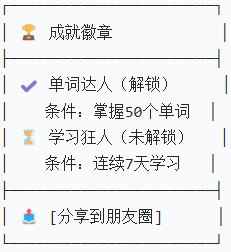 🏆 成就徽章
✔ 单词达人（解锁）
条件：掌握50个单词
⏳ 学习狂人（未解锁）
条件：连续7天学习
📤 [分享到朋友圈]